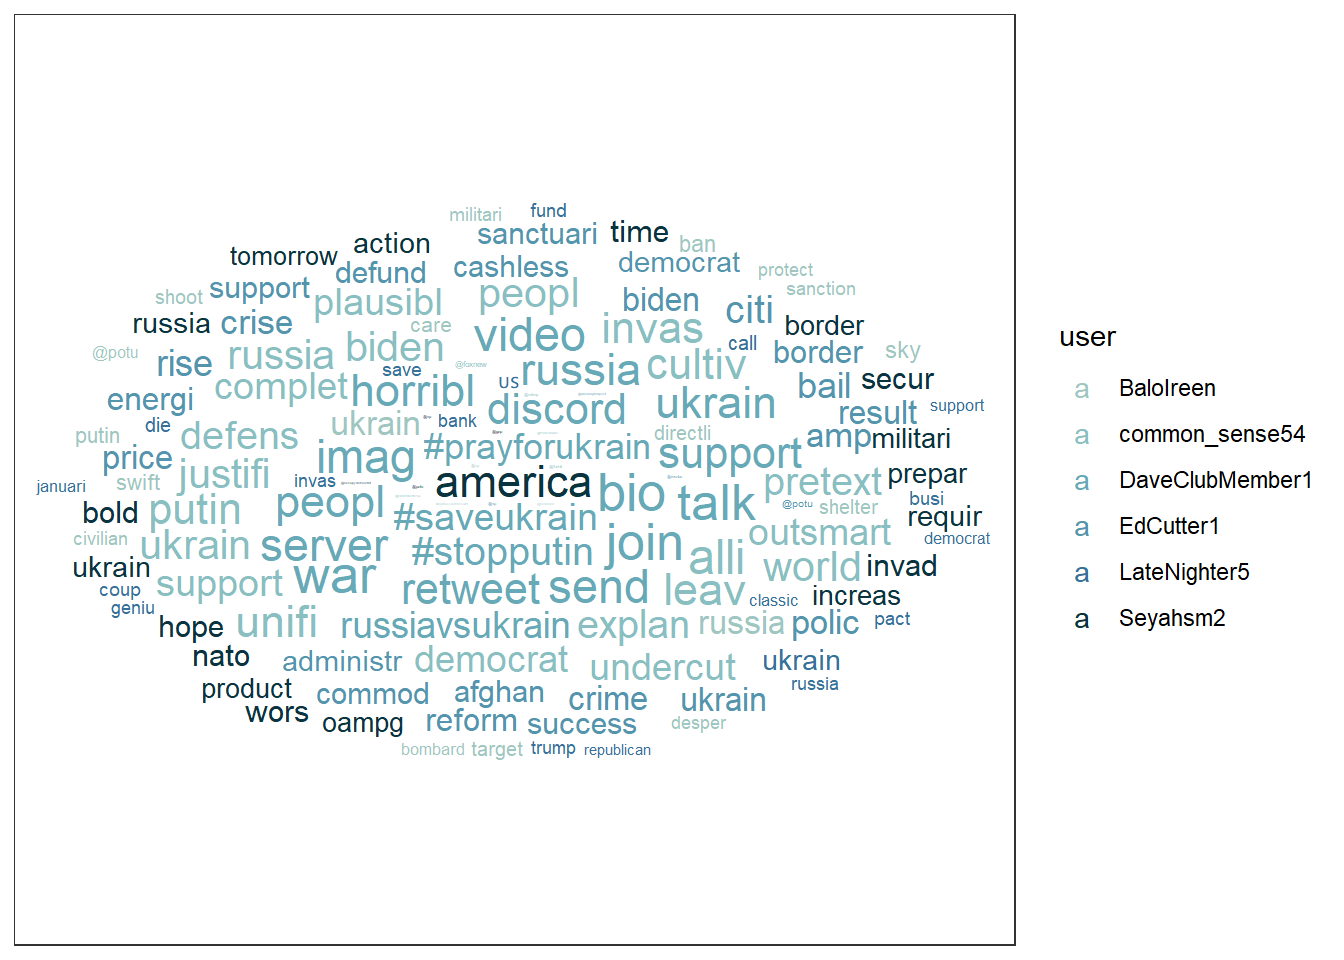 militari fund
sanctuari time
action ban
tomorrow democrat
defund cashless protect
support peopl sanction
shoot plausibl biden citi
russia crise care video invas border
@potu russia biden call border sky
rise save @foxnew russia cultiv
energi complet horribl us bail secur
die ukrain bank discord ukrain result support
putin defens #prayforukrain directli amp militari
price imag support
swift justifi invas america pretext prepar
januari peopl bio talk @potu shelter busi
bold putin #saveukrain requir
civilian ukrain server #stopputin join outsmart democrat
ukrain war alli world invad
coup support retweet send leav classic increas
geniu
hope unifi russiavsukrain explan russia polic pact
nato administr democrat undercut ukrain
product commod afghan crime ukrain russia
wors oampg reform success desper
bombard target trump republican
user
a BaloIreen
a common_sense54
a DaveClubMember1
a EdCutter1
a LateNighter5
a Seyahsm2